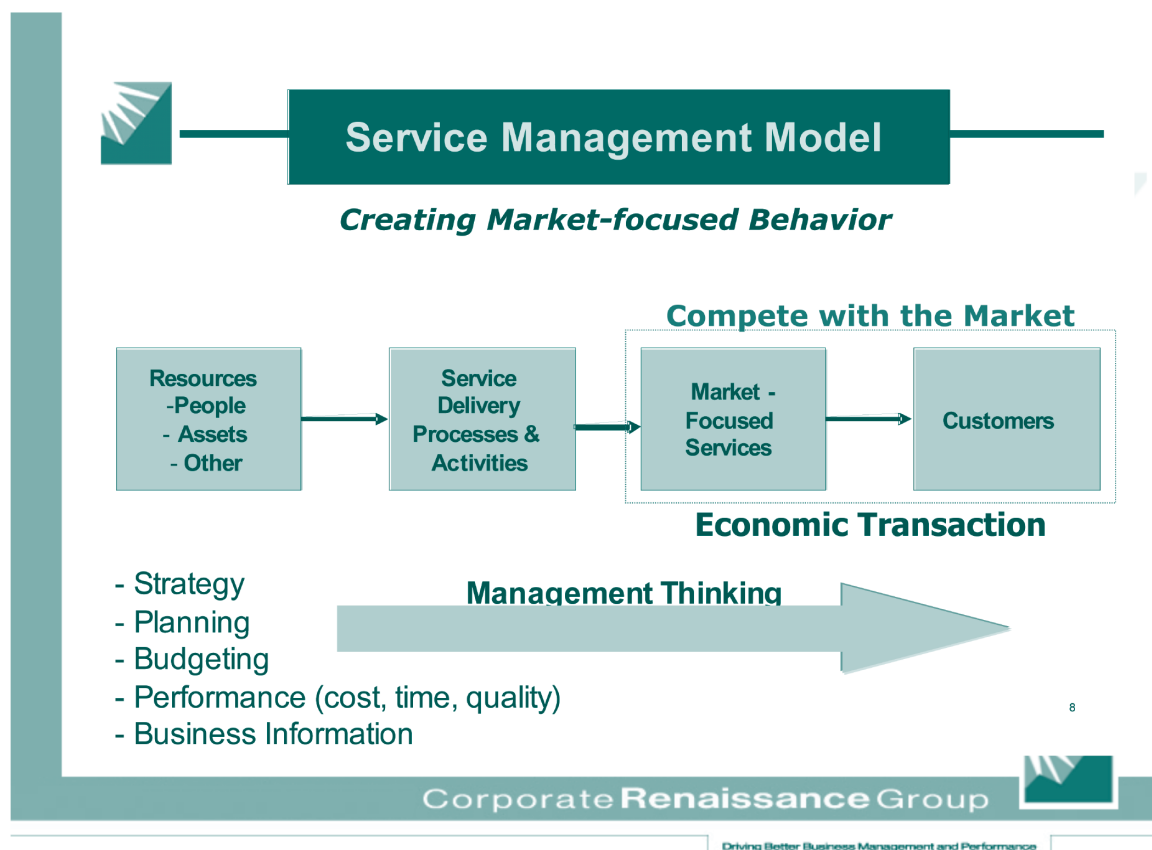 Service Management Model
Creating Market-focused Behavior
Compete with the Market
Resources
-People
- Assets
- Other
Service
Delivery
Processes &
Activities
Market -
Focused
Services
Customers
Economic Transaction
- Strategy
- Planning
- Budgeting
- Performance (cost, time, quality)
- Business Information
Management Thinking
8
Corporate Renaissance Group
Driving Better Business Management and Performance